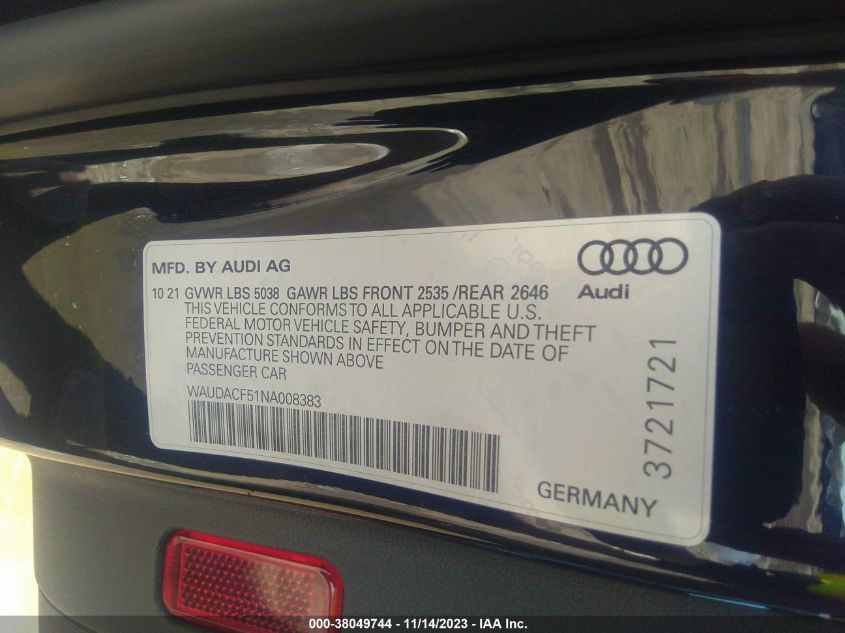 MFD. BY AUDI AG
Audi
10 21 GVWR LBS 5038 GAWR LBS FRONT 2535 /REAR 2646
THIS VEHICLE CONFORMS TO ALL APPLICABLE U.S.
FEDERAL MOTOR VEHICLE SAFETY, BUMPER AND THEFT
PREVENTION STANDARDS IN EFFECT ON THE DATE OF
MANUFACTURE SHOWN ABOVE
PASSENGER CAR
WAUDACF51NA008383
GERMANY
3721721
000-38049744 - 11/14/2023 - IAA Inc.